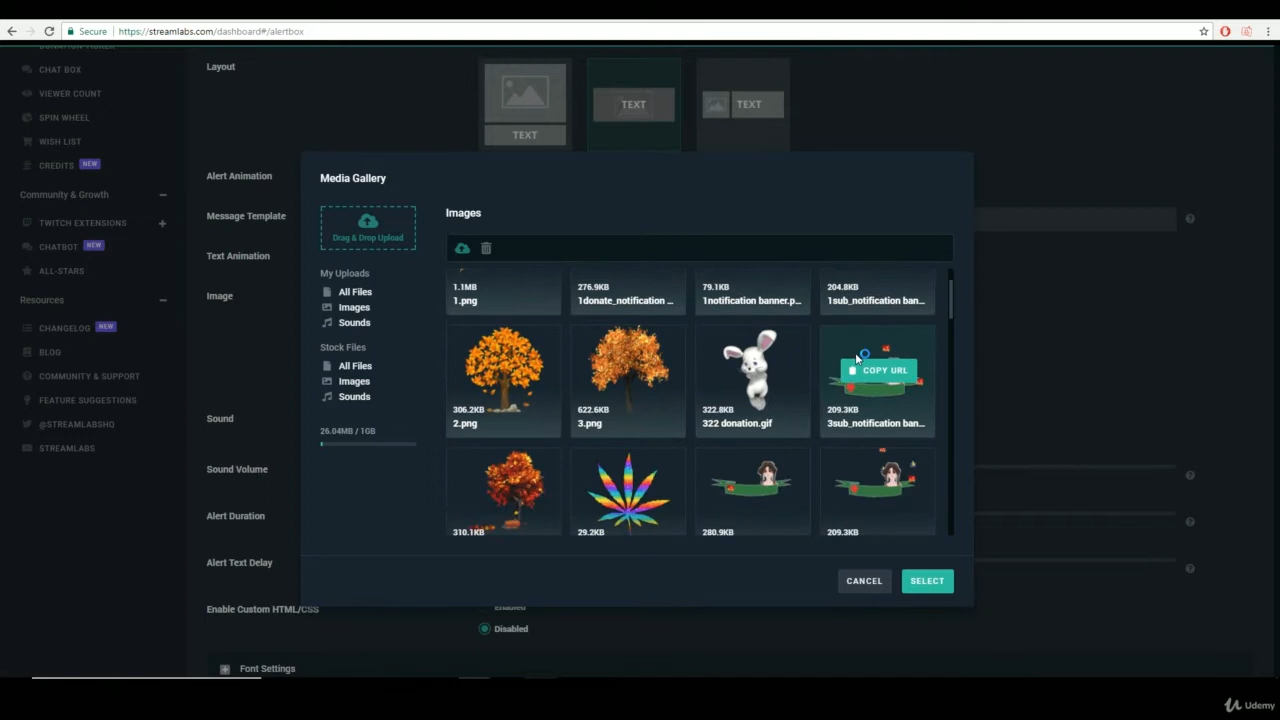 Secure
https://streamlabs.com/dashboard#/alertbox
CHAT BOX
VIEWER COUNT
SPIN WHEEL
WISH LIST
CREDITS NEW
Community & Growth
TWITCH EXTENSIONS
CHATBOT NEW
ALL-STARS
Resources
CHANGELOG NEW
BLOG
COMMUNITY & SUPPORT
FEATURE SUGGESTIONS
@STREAMLABSHQ
STREAMLABS
Layout
TEXT
TEXT
TEXT
Alert Animation
Message Template
Text Animation
Image
Sound
Sound Volume
Alert Duration
Alert Text Delay
Enable Custom HTML/CSS
Enabled
Disabled
Font Settings
Media Gallery
Drag & Drop Upload
My Uploads
All Files
Images
Sounds
Stock Files
All Files
Images
Sounds
26.04MB / 1GB
Images
1.1MB
1.png
276.9KB
1donate_notification ...
79.1KB
1notification banner.p...
204.8KB
1sub_notification ban...
306.2KB
2.png
622.6KB
3.png
322.8KB
322 donation.gif
COPY URL
209.3KB
3sub_notification ban...
310.1KB
29.2KB
280.9KB
209.3KB
CANCEL
SELECT
Udemy